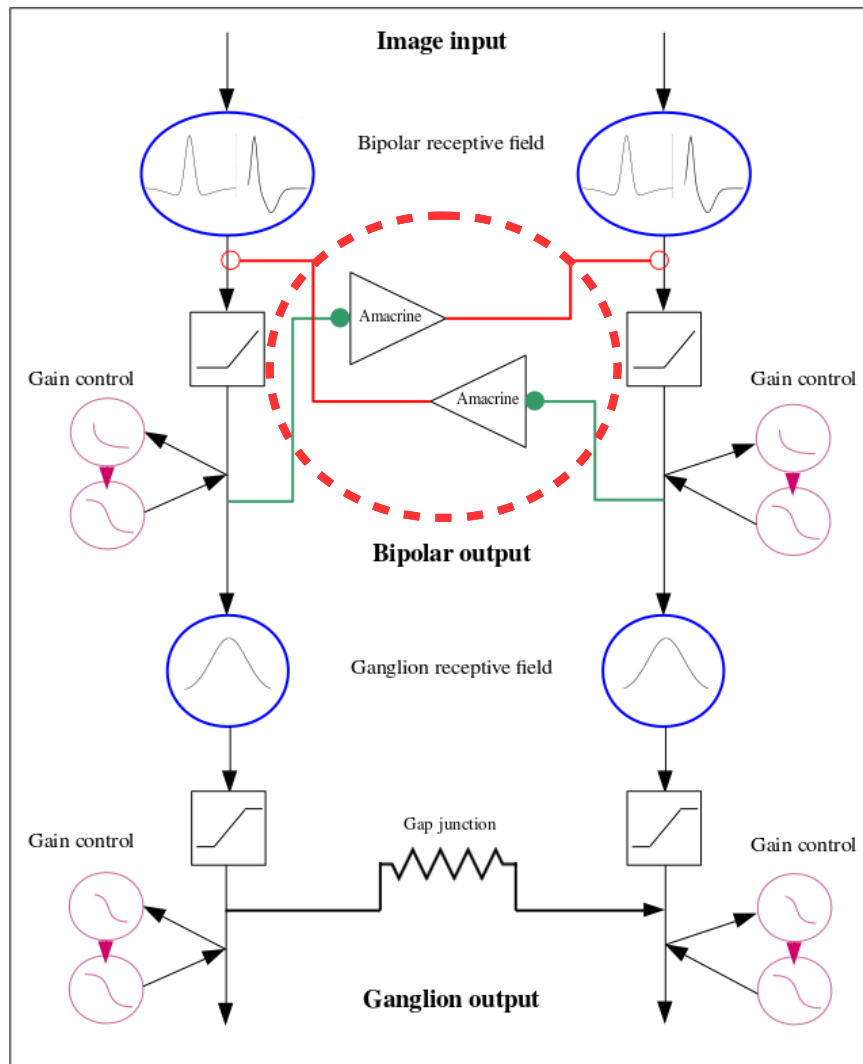 Image input
Bipolar receptive field
Amacrine
Amacrine
Gain control
Gain control
Bipolar output
Ganglion receptive field
Gap junction
Gain control
Gain control
Ganglion output